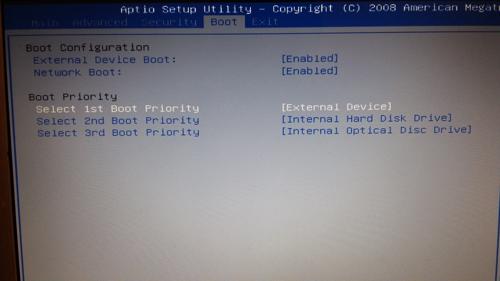 Aptio Setup Utility - Copyright (C) 2008 American
Main Advanced Security Boot Exit
Boot Configuration
External Device Boot: [Enabled]
Network Boot: [Enabled]
Boot Priority
Select 1st Boot Priority [External Device]
Select 2nd Boot Priority [Internal Hard Disk Drive]
Select 3rd Boot Priority [Internal Optical Disc Drive]